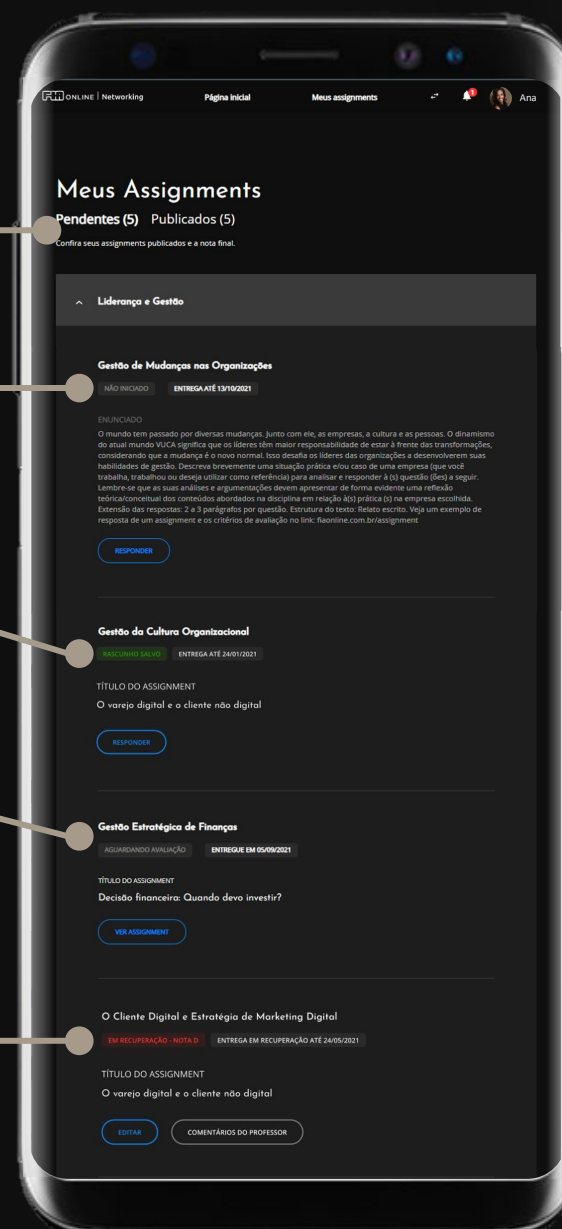 FIA ONLINE | Networking Página inicial Meus assignments 1 Ana
Meus Assignments
Pendentes (5) Publicados (5)
Confira seus assignments publicados e a nota final.
Liderança e Gestão
Gestão de Mudanças nas Organizações
NÃO INICIADO ENTREGA ATÉ 13/10/2021
ENUNCIADO
O mundo tem passado por diversas mudanças. Junto com ele, as empresas, a cultura e as pessoas. O dinamismo
do atual mundo VUCA significa que os líderes têm maior responsabilidade de estar à frente das transformações,
considerando que a mudança é o novo normal. Isso desafia os líderes das organizações a desenvolverem suas
habilidades de gestão. Descreva brevemente uma situação prática e/ou caso de uma empresa (que você
trabalha, trabalhou ou deseja utilizar como referência) para analisar e responder à (s) questão (ões) a seguir.
Lembre-se que as suas análises e argumentações devem apresentar de forma evidente uma reflexão
teórica/conceitual dos conteúdos abordados na disciplina em relação à(s) prática (s) na empresa escolhida.
Extensão das respostas: 2 a 3 parágrafos por questão. Estrutura do texto: Relato escrito. Veja um exemplo de
resposta de um assignment e os critérios de avaliação no link: fiaonline.com.br/assignment
RESPONDER
Gestão da Cultura Organizacional
RASCUNHO SALVO ENTREGA ATÉ 24/01/2021
TÍTULO DO ASSIGNMENT
O varejo digital e o cliente não digital
RESPONDER
Gestão Estratégica de Finanças
AGUARDANDO AVALIAÇÃO ENTREGUE EM 05/09/2021
TÍTULO DO ASSIGNMENT
Decisão financeira: Quando devo investir?
VER ASSIGNMENT
O Cliente Digital e Estratégia de Marketing Digital
EM RECUPERAÇÃO - NOTA D ENTREGA EM RECUPERAÇÃO ATÉ 24/05/2021
TÍTULO DO ASSIGNMENT
O varejo digital e o cliente não digital
EDITAR COMENTÁRIOS DO PROFESSOR